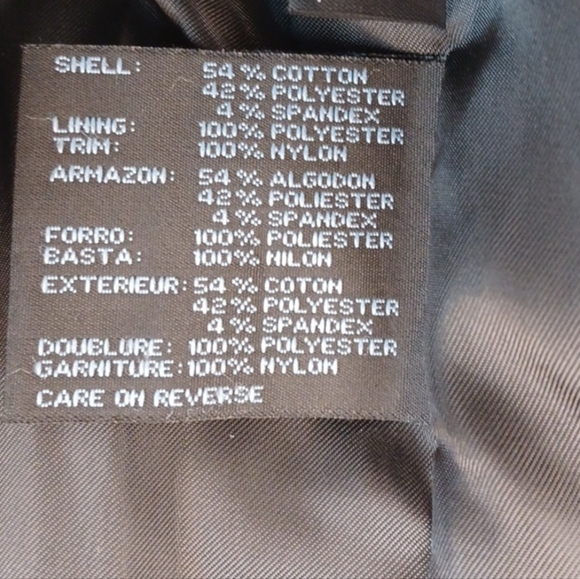 SHELL: 54% COTTON
42% POLYESTER
4% SPANDEX
LINING: 100% POLYESTER
TRIM: 100% NYLON
ARMAZON: 54% ALGODON
42% POLIESTER
4% SPANDEX
FORRO: 100% POLIESTER
BASTA: 100% NILON
EXTERIEUR: 54% COTON
42% POLYESTER
4% SPANDEX
DOUBLURE: 100% POLYESTER
GARNITURE: 100% NYLON
CARE ON REVERSE